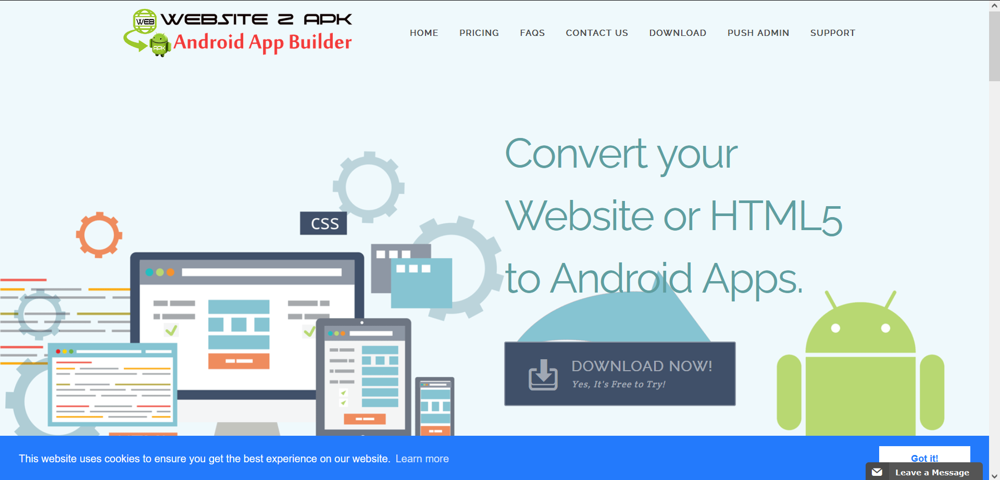 WEB
WEBSITE 2 APK
APK
Android App Builder
HOME PRICING FAQS CONTACT US DOWNLOAD PUSH ADMIN SUPPORT
Convert your
Website or HTML5
to Android Apps.
CSS
DOWNLOAD NOW!
Yes, It's Free to Try!
This website uses cookies to ensure you get the best experience on our website. Learn more
Got it!
Leave a Message